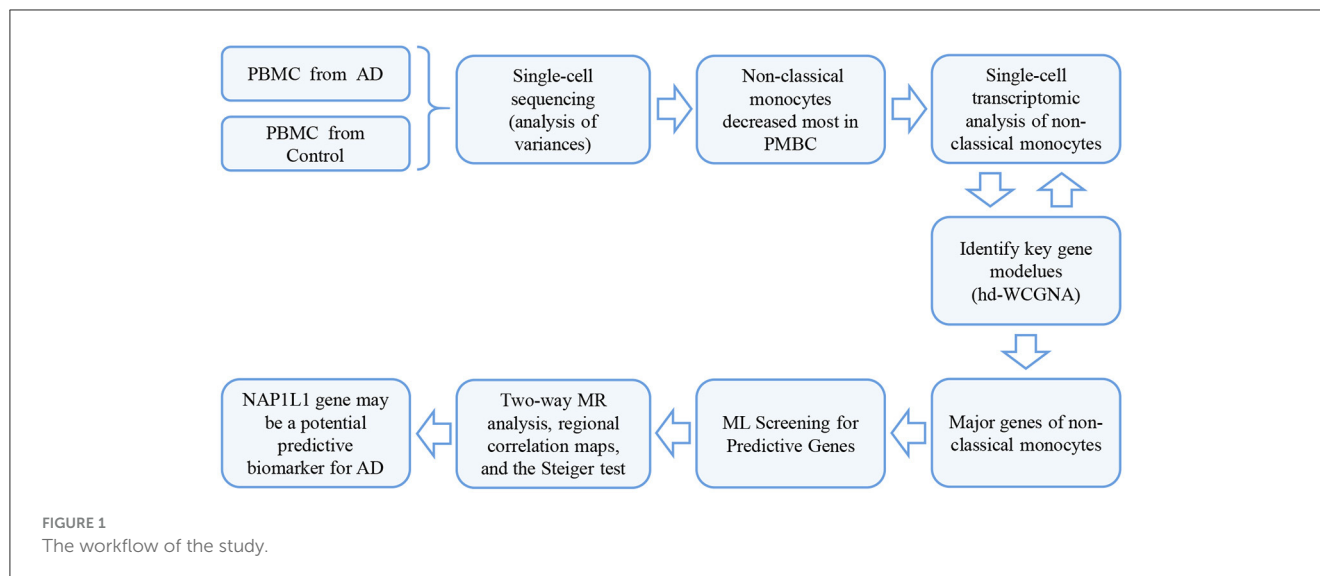 PBMC from AD
PBMC from
Control
Single-cell
sequencing
(analysis of
variances)
Non-classical
monocytes
decreased most in
PMBC
Single-cell
transcriptomic
analysis of non-
classical monocytes
Identify key gene
modelues
(hd-WCGNA)
Major genes of non-
classical monocytes
ML Screening for
Predictive Genes
Two-way MR
analysis, regional
correlation maps,
and the Steiger test
NAP1L1 gene may
be a potential
predictive
biomarker for AD
FIGURE 1
The workflow of the study.